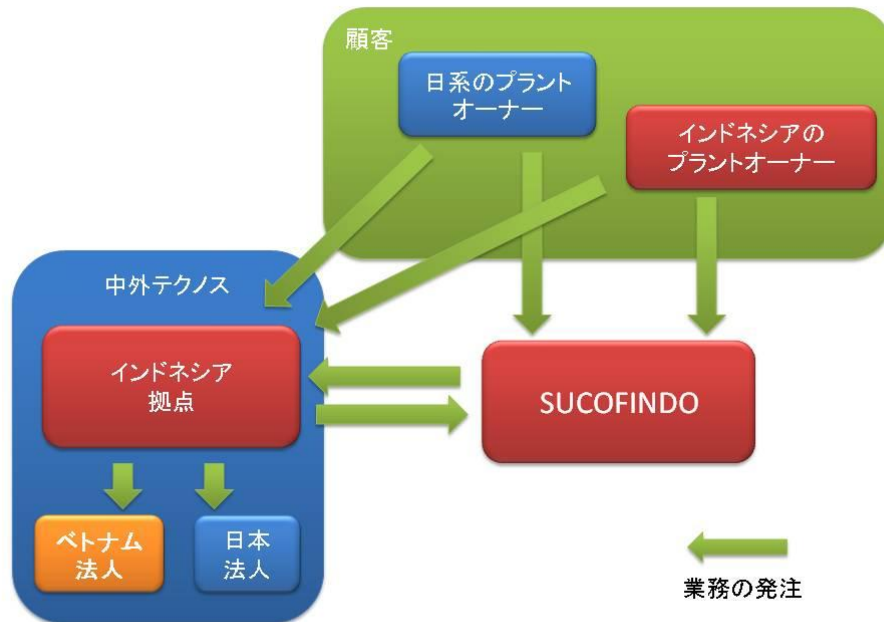 顧客
日系のプラント
オーナー
インドネシアの
プラントオーナー
中外テクノス
インドネシア
拠点
SUCOFINDO
ベトナム
法人
日本
法人
業務の発注